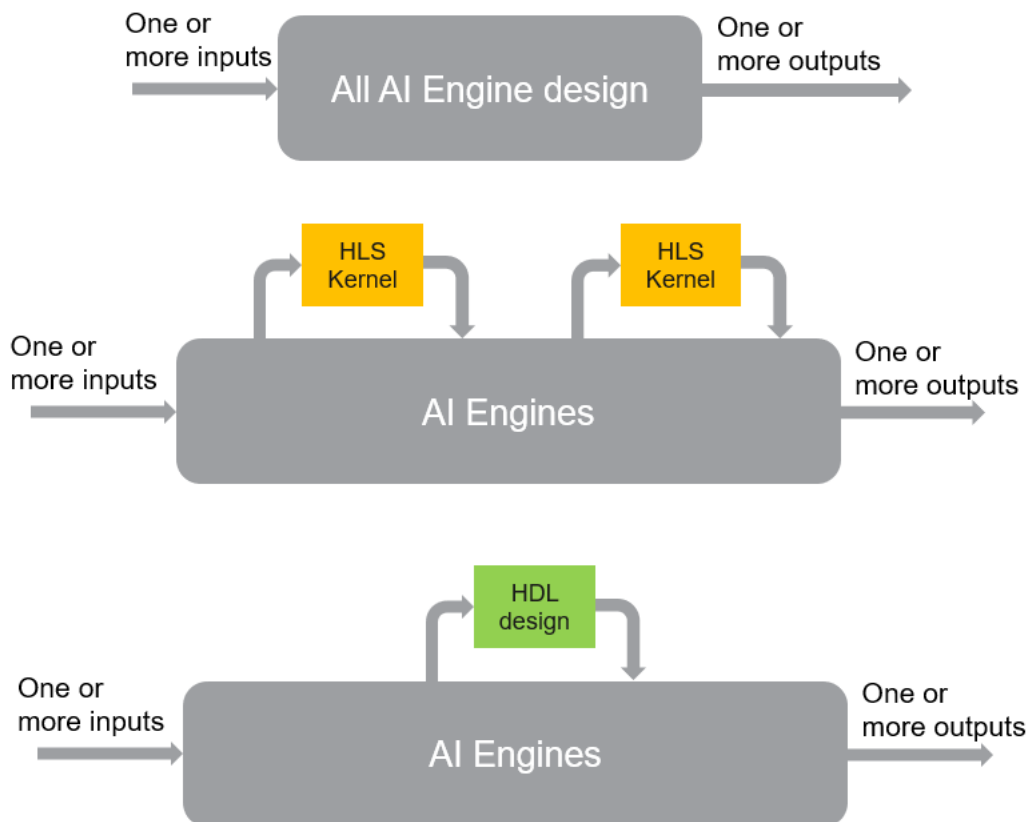 One or
more inputs
All AI Engine design
One or
more outputs
HLS
Kernel
HLS
Kernel
One or
more inputs
AI Engines
One or
more outputs
HDL
design
One or
more inputs
AI Engines
One or
more outputs